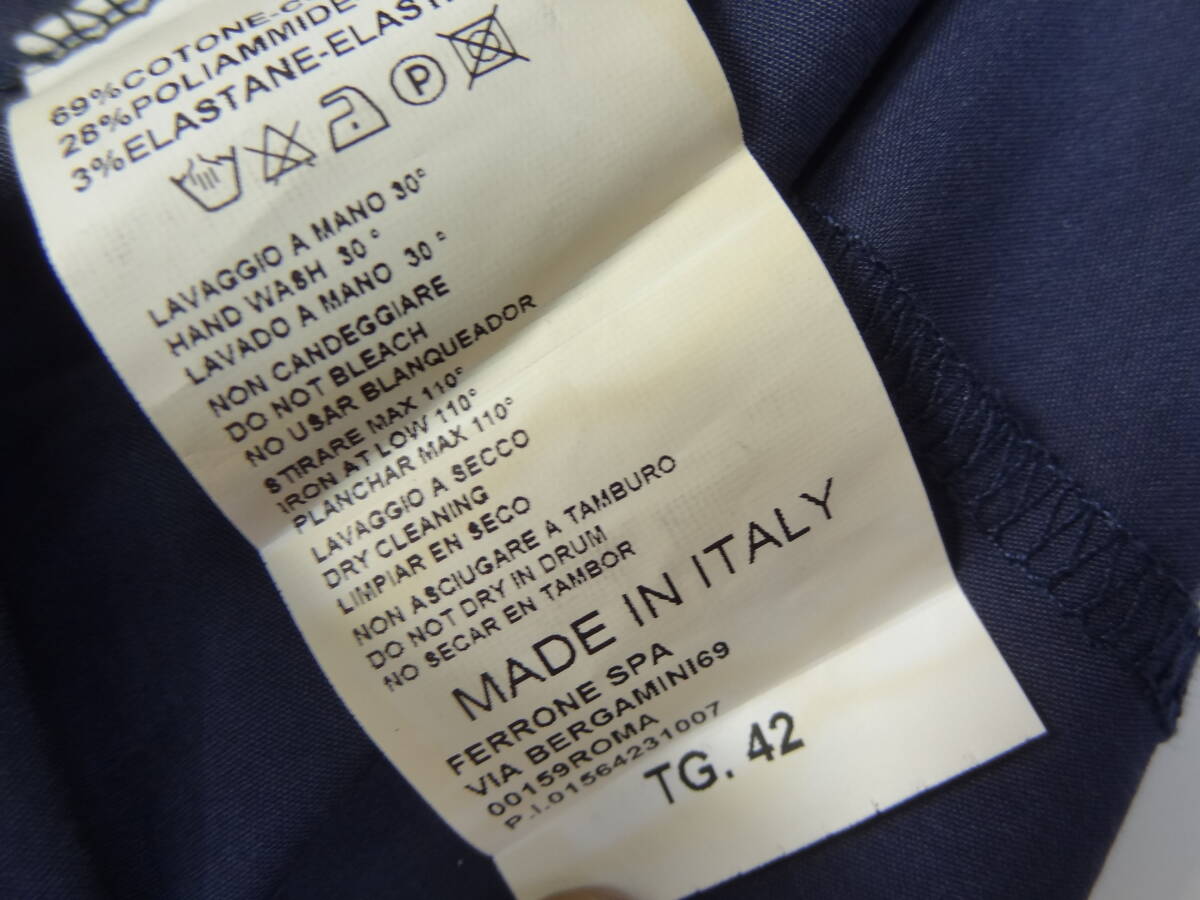 69%COTONE-
28%POLIAMMIDE-
3%ELASTANE-
P
LAVAGGIO A MANO 30°
HAND WASH 30°
LAVADO A MANO 30°
NON CANDEGGIARE
DO NOT BLEACH
NO USAR BLANQUEADOR
STIRARE MAX 110°
IRON AT LOW 110°
PLANCHAR MAX 110°
LAVAGGIO A SECCO
DRY CLEANING
LIMPIAR EN SECO
NON ASCIUGARE A TAMBURO
DO NOT DRY IN DRUM
NO SECAR EN TAMBOR
MADE IN ITALY
FERRONE SPA
VIA BERGAMINI69
00159ROMA
P.I.01564231007
TG. 42